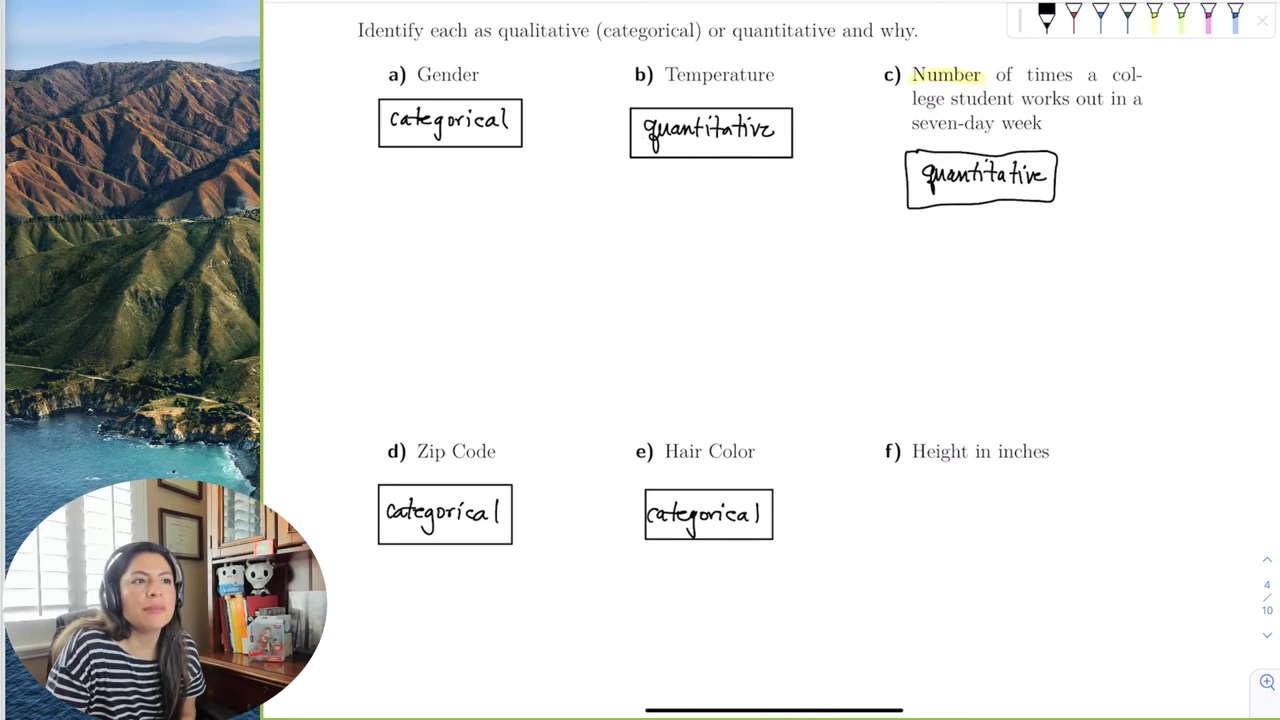 Identify each as qualitative (categorical) or quantitative and why.
a) Gender
categorical
b) Temperature
quantitative
c) Number of times a col-
lege student works out in a
seven-day week
quantitative
d) Zip Code
categorical
e) Hair Color
categorical
f) Height in inches
4
/
10